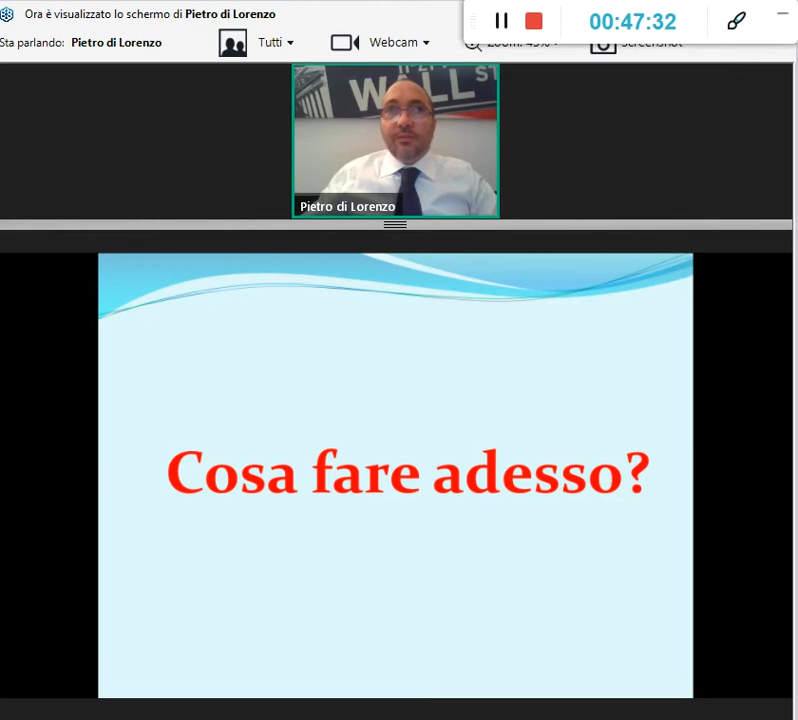 Ora è visualizzato lo schermo di Pietro di Lorenzo
00:47:32
Sta parlando: Pietro di Lorenzo
Tutti
Webcam
Screenshot
WALL ST
Pietro di Lorenzo
Cosa fare adesso?